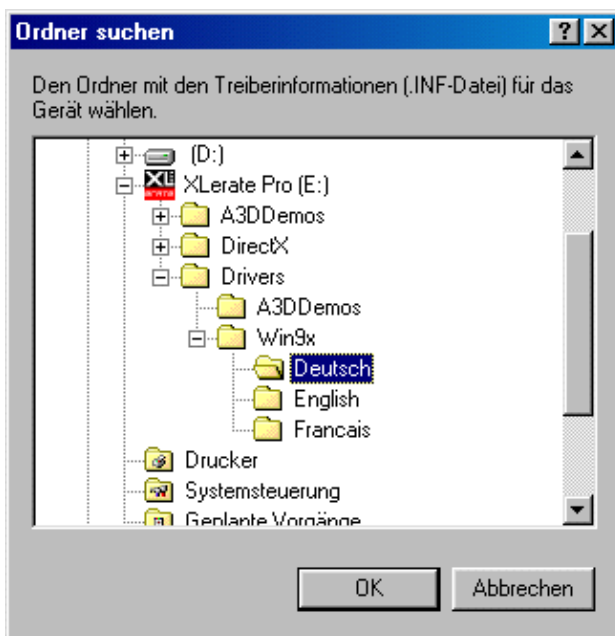 Ordner suchen
Den Ordner mit den Treiberinformationen (.INF-Datei) für das
Gerät wählen.
(D:)
XLerate Pro (E:)
A3DDemos
DirectX
Drivers
A3DDemos
Win9x
Deutsch
English
Francais
Drucker
Systemsteuerung
Geplante Vorgänge
OK
Abbrechen